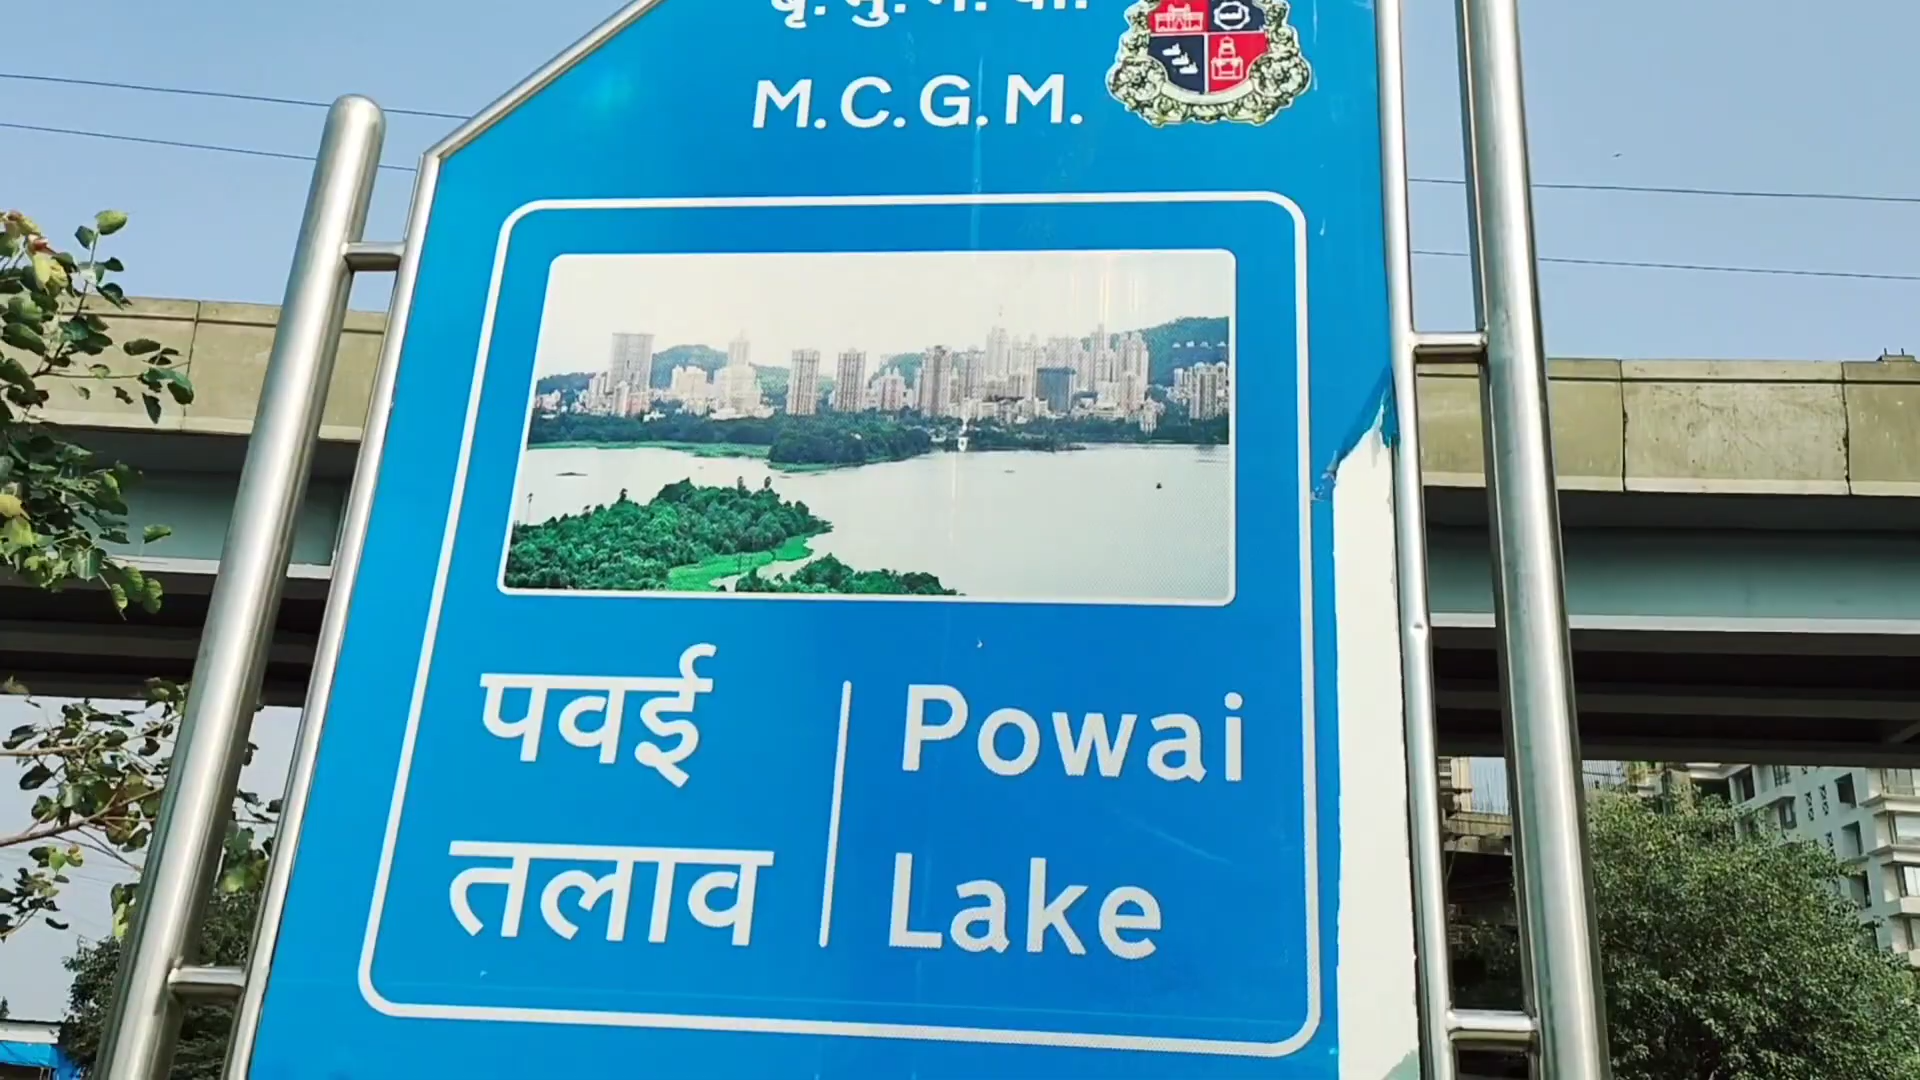 बृ. मु. म. पा.
M. C. G. M.
पवई
तलाव
Powai
Lake